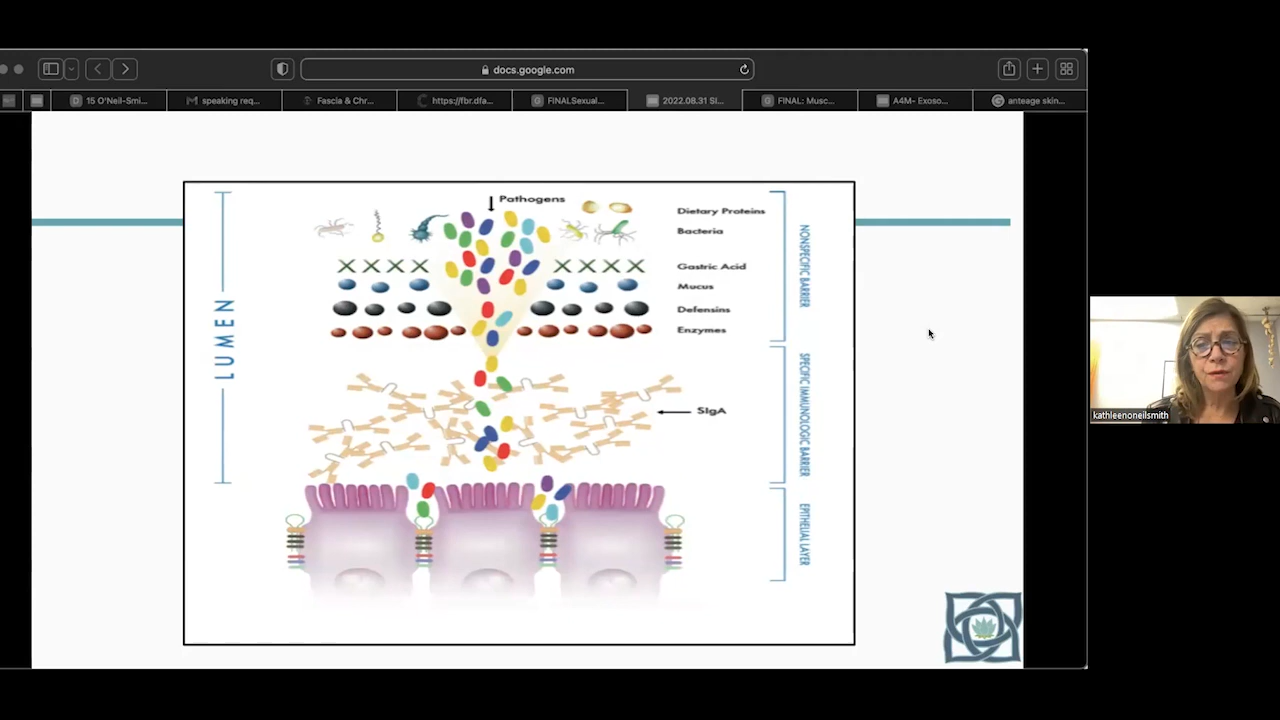 docs.google.com
15 O'Neil-Smi...
speaking req...
Fascia & Chr...
https://fbr.dfa...
FINALSexual...
2022.08.31 SI...
FINAL: Musc...
A4M- Exoso...
anteage skin...
Pathogens
Dietary Proteins
Bacteria
Gastric Acid
Mucus
Defensins
Enzymes
NONSPECIFIC BARRIER
LUMEN
SIgA
SPECIFIC IMMUNOLOGIC BARRIER
EPITHELIAL LAYER
kathleenoneilsmith